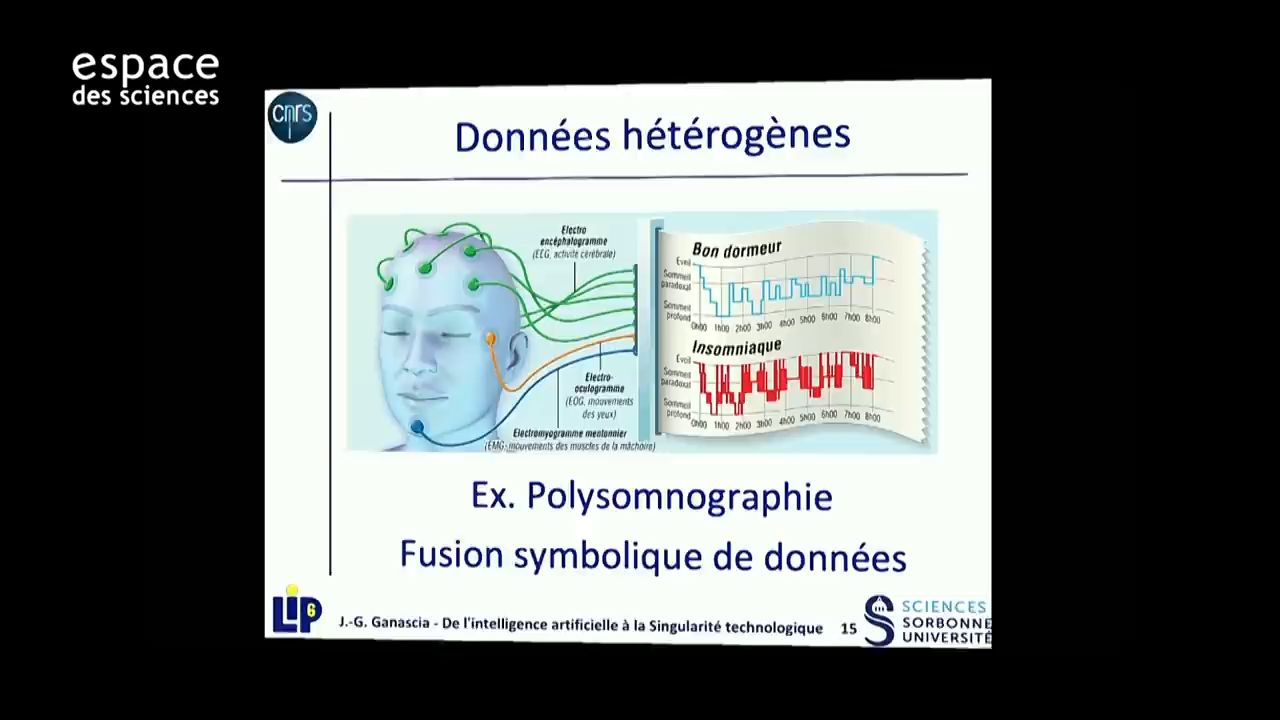 espace
des sciences
cnrs
Données hétérogènes
Electro
encéphalogramme
(EEG, activité cérébrale)
Electro-
oculogramme
(EOG, mouvements
des yeux)
Electromyogramme mentonnier
(EMG-mouvements des muscles de la mâchoire)
Bon dormeur
Eveil
Sommeil
paradoxal
Sommeil
profond
0h00 1h00 2h00 3h00 4h00 5h00 6h00 7h00 8h00
Insomniaque
Eveil
Sommeil
paradoxal
Sommeil
profond
0h00 1h00 2h00 3h00 4h00 5h00 6h00 7h00 8h00
Ex. Polysomnographie
Fusion symbolique de données
LIP6
J.-G. Ganascia - De l'intelligence artificielle à la Singularité technologique 15
SCIENCES
SORBONNE
UNIVERSITÉ